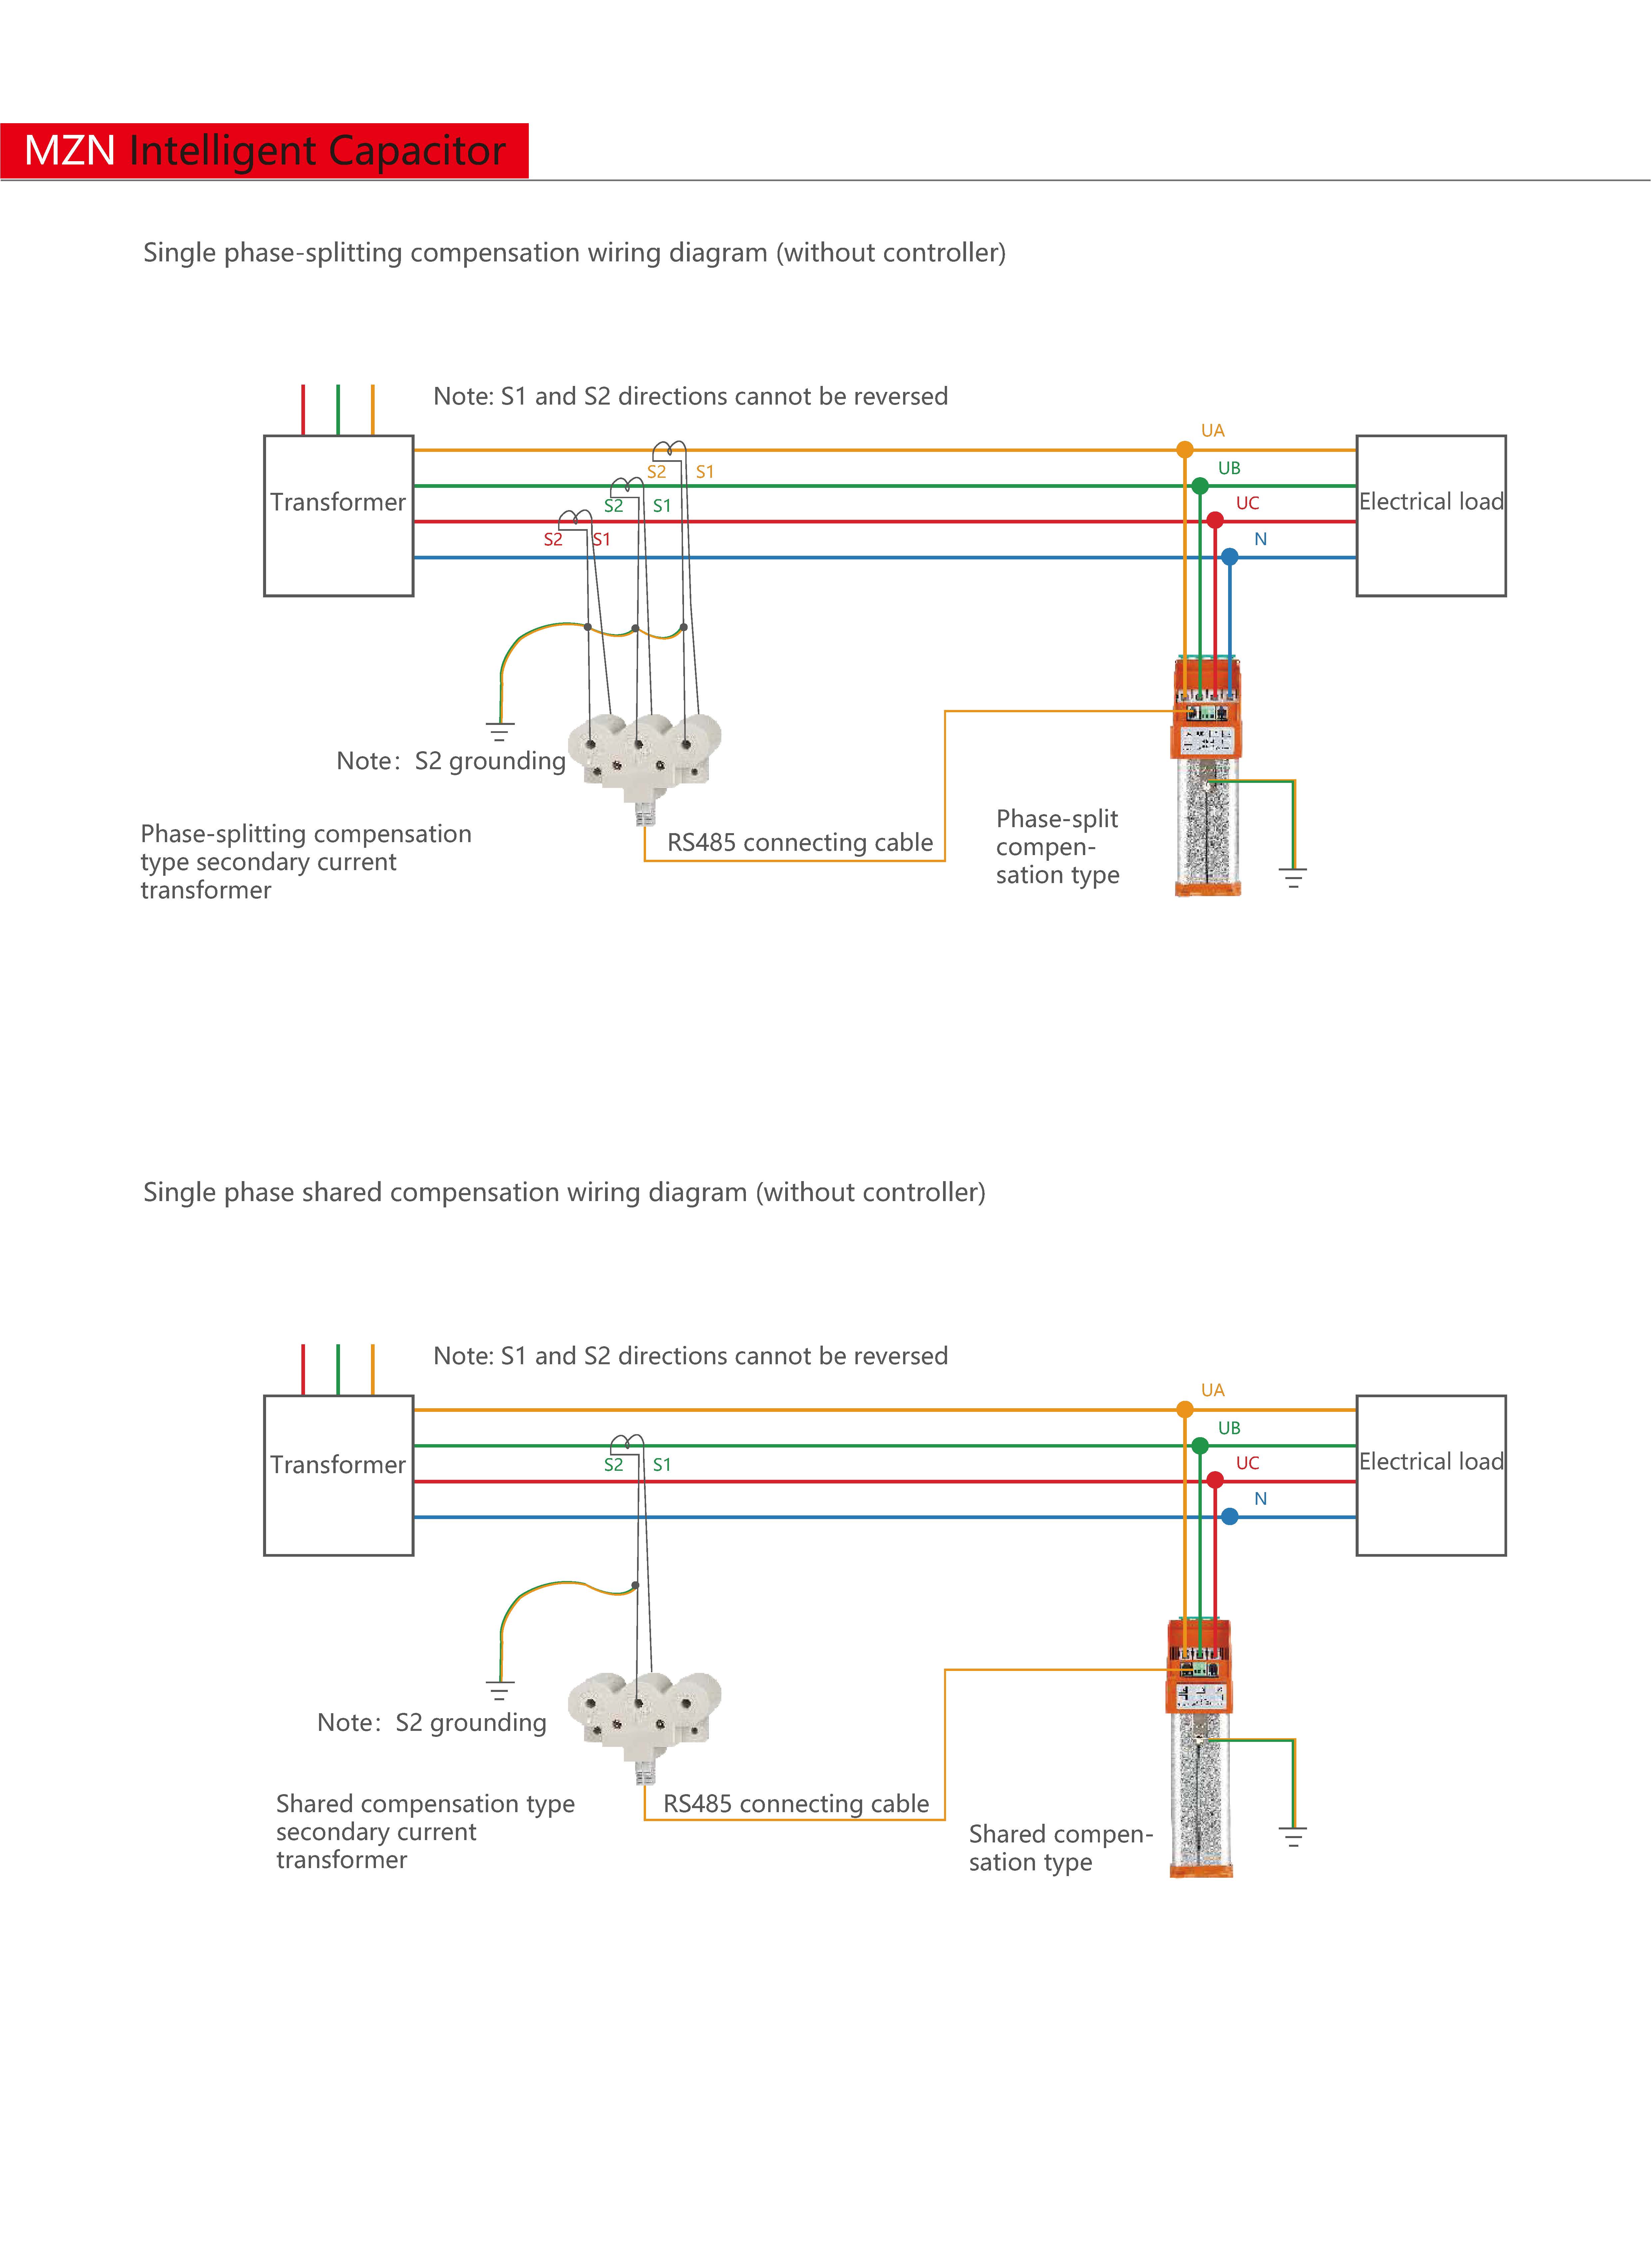 MZN Intelligent Capacitor
Single phase-splitting compensation wiring diagram (without controller)
Note: S1 and S2 directions cannot be reversed
UA
S2 S1
UB
Transformer
S2 S1
UC
Electrical load
S2 S1
N
Note: S2 grounding
RS485 connecting cable
Phase-splitting compensation
type secondary current
transformer
Phase-split
compen-
sation type
Single phase shared compensation wiring diagram (without controller)
Note: S1 and S2 directions cannot be reversed
UA
UB
Transformer
S2 S1
UC
Electrical load
N
Note: S2 grounding
RS485 connecting cable
Shared compensation type
secondary current
transformer
Shared compen-
sation type